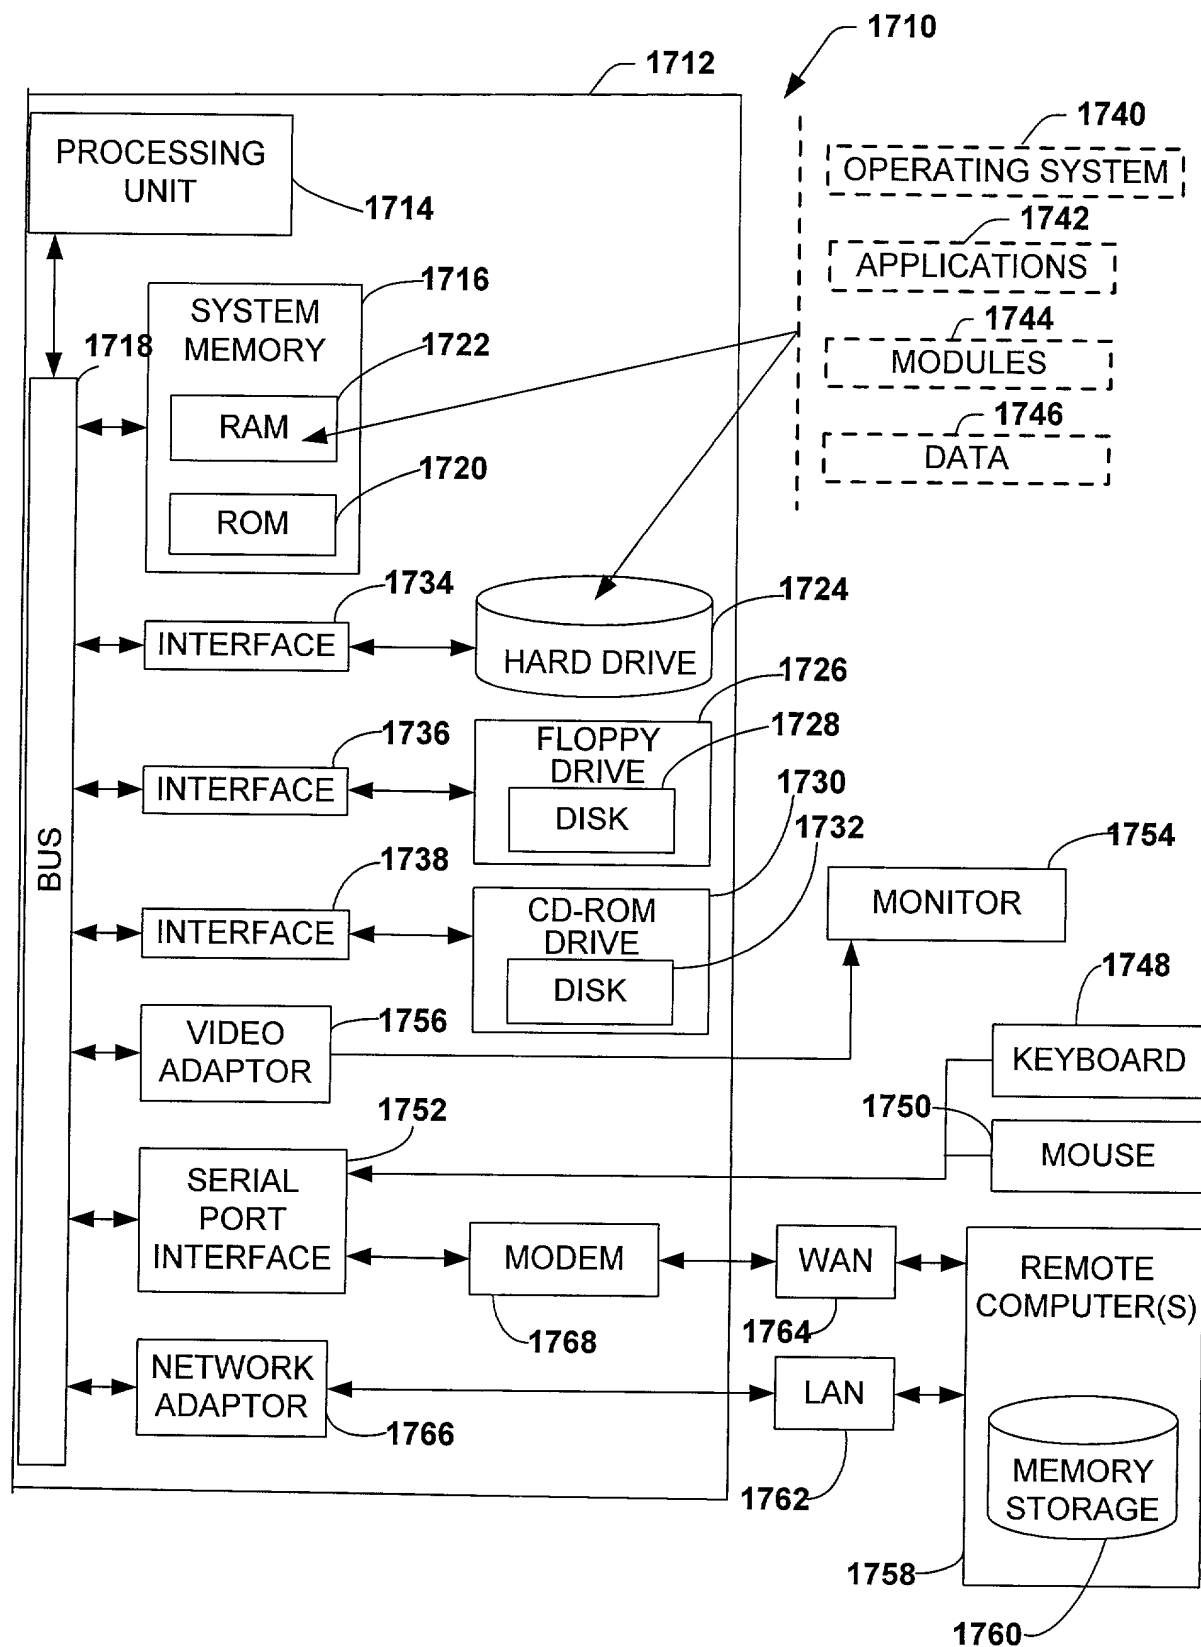 1710
1712
1740
PROCESSING
UNIT
OPERATING SYSTEM
1714
1742
APPLICATIONS
1716
SYSTEM
MEMORY
1718
1722
1744
MODULES
RAM
1746
DATA
1720
ROM
1734
1724
INTERFACE
HARD DRIVE
1726
1736
FLOPPY
DRIVE
1728
INTERFACE
1730
DISK
1732
BUS
1738
1754
MONITOR
INTERFACE
CD-ROM
DRIVE
1748
DISK
1756
VIDEO
ADAPTOR
KEYBOARD
1752
1750
MOUSE
SERIAL
PORT
INTERFACE
MODEM
WAN
REMOTE
COMPUTER(S)
1768
1764
NETWORK
ADAPTOR
LAN
1766
MEMORY
STORAGE
1762
1758
1760